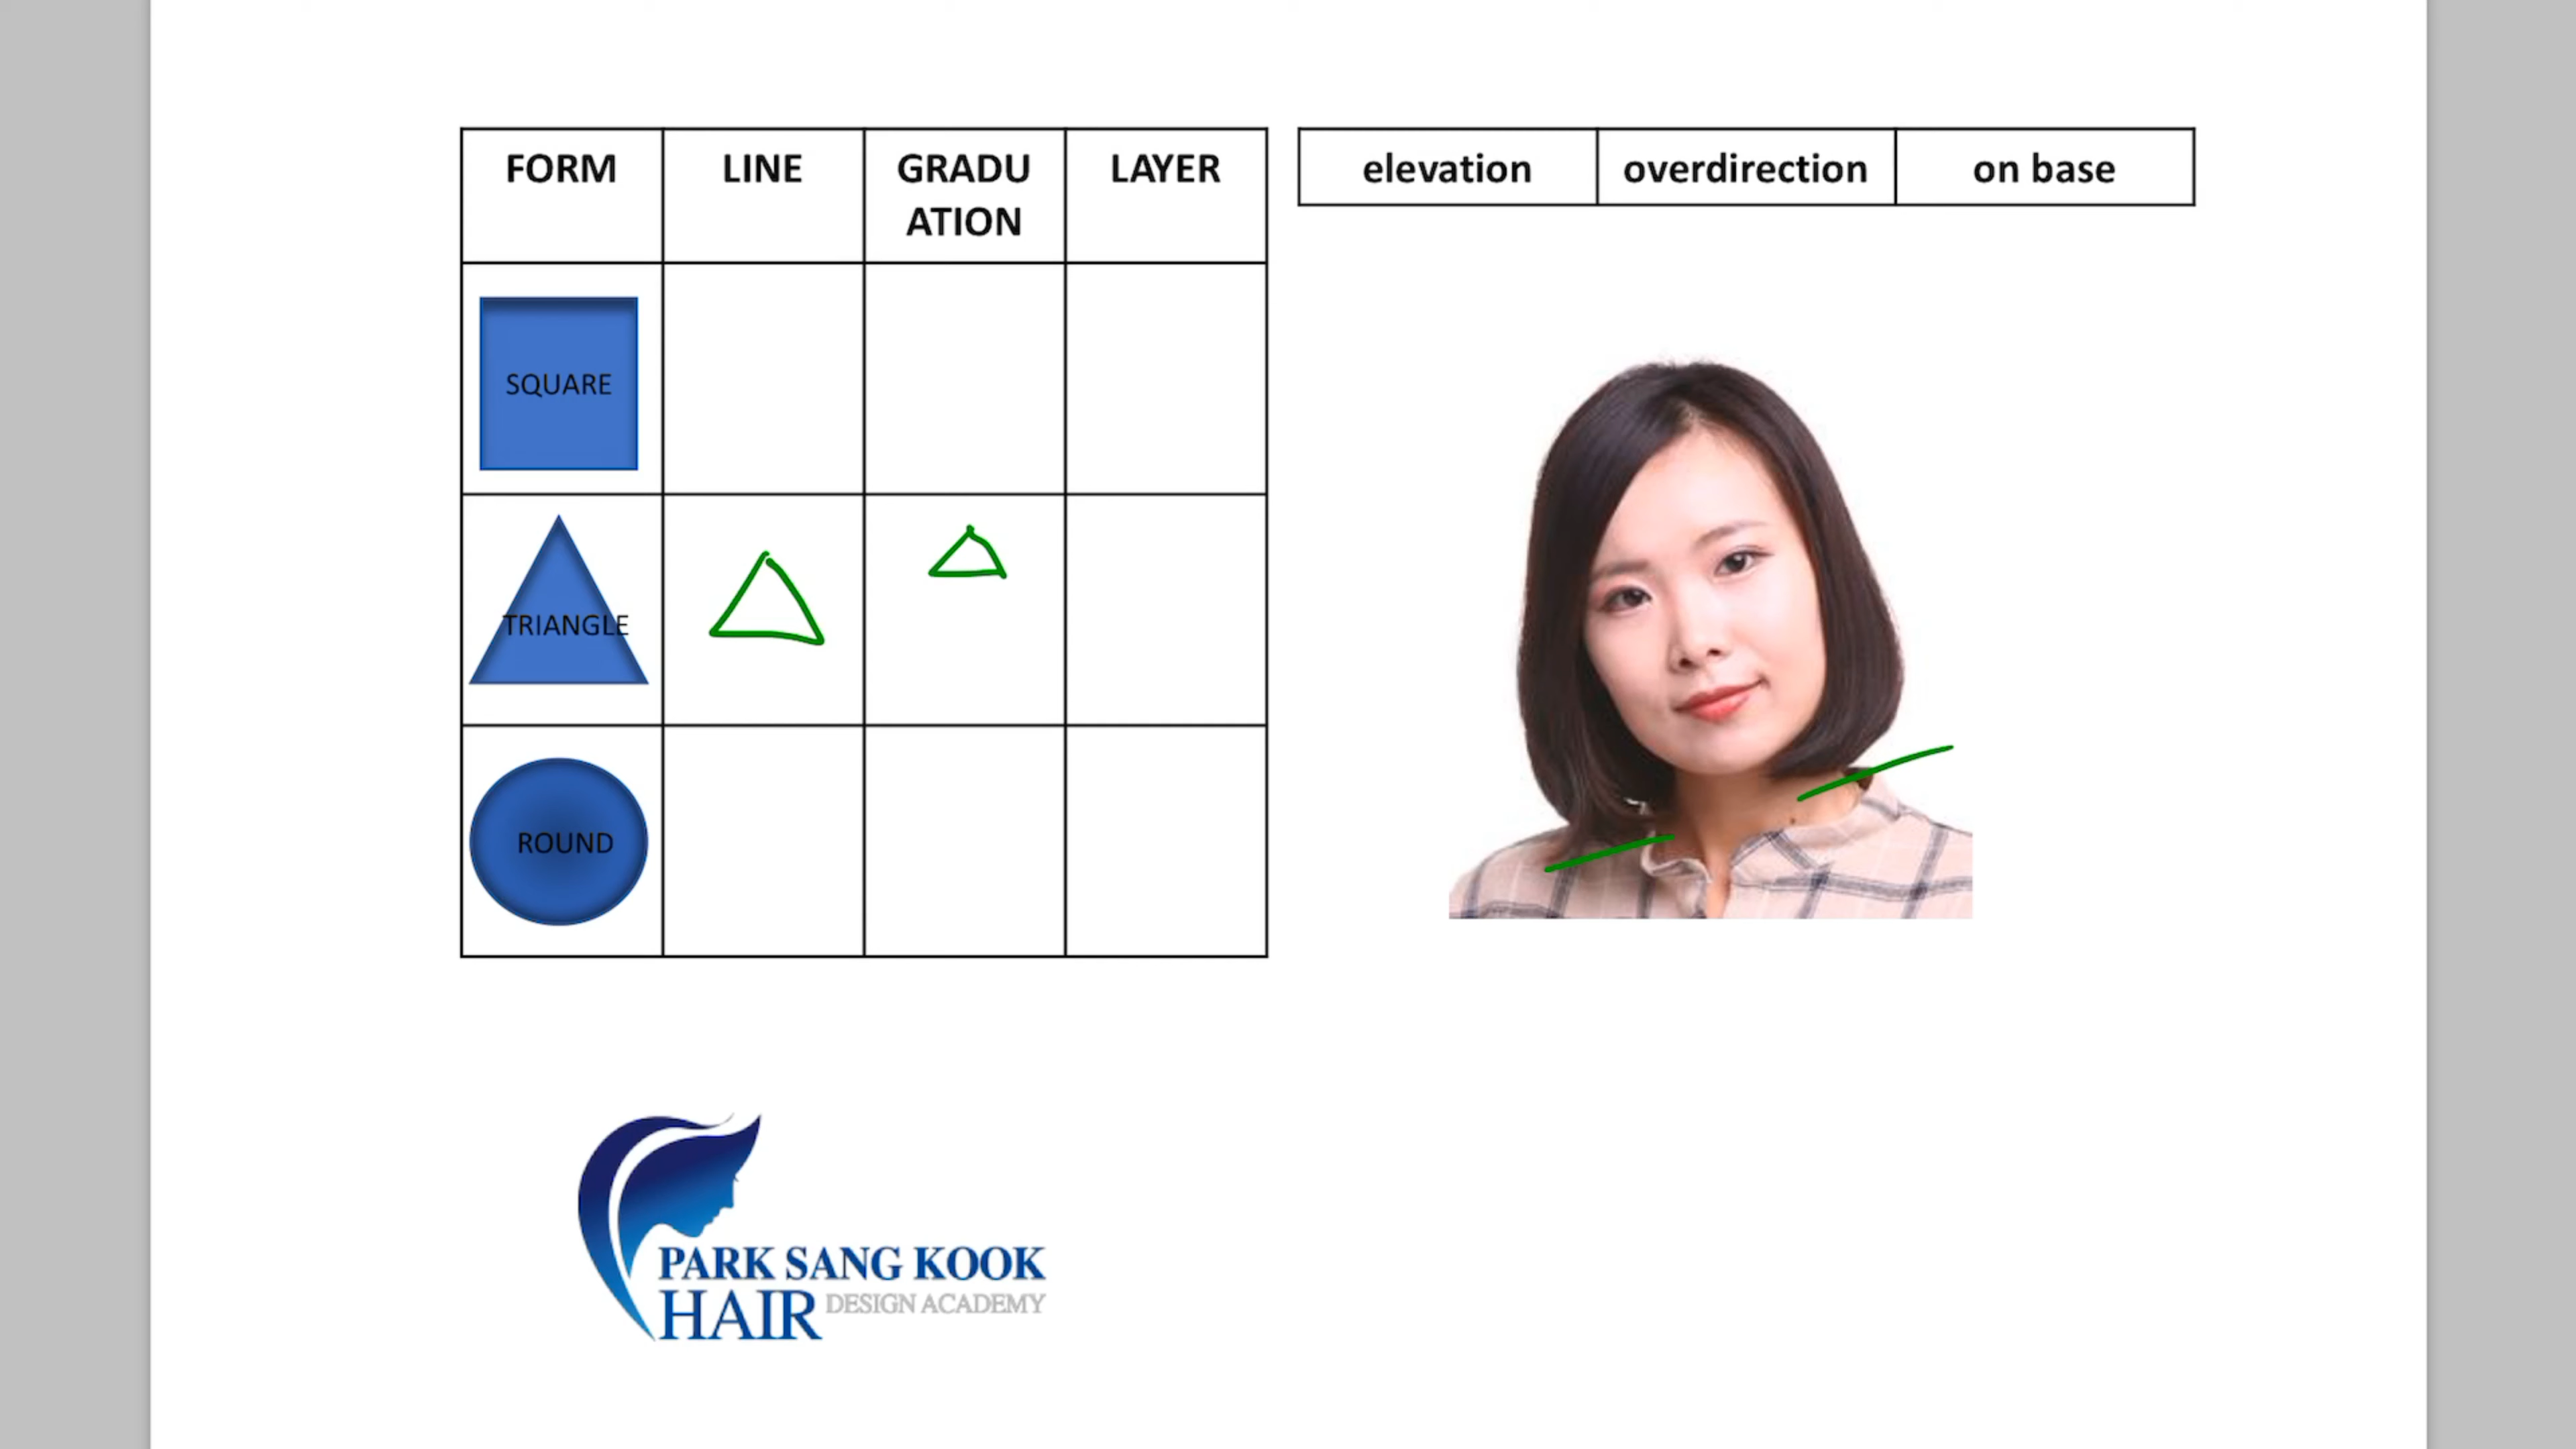 FORM LINE GRADU
ATION LAYER
elevation overdirection on base
SQUARE
TRIANGLE
ROUND
PARK SANG KOOK
HAIR DESIGN ACADEMY